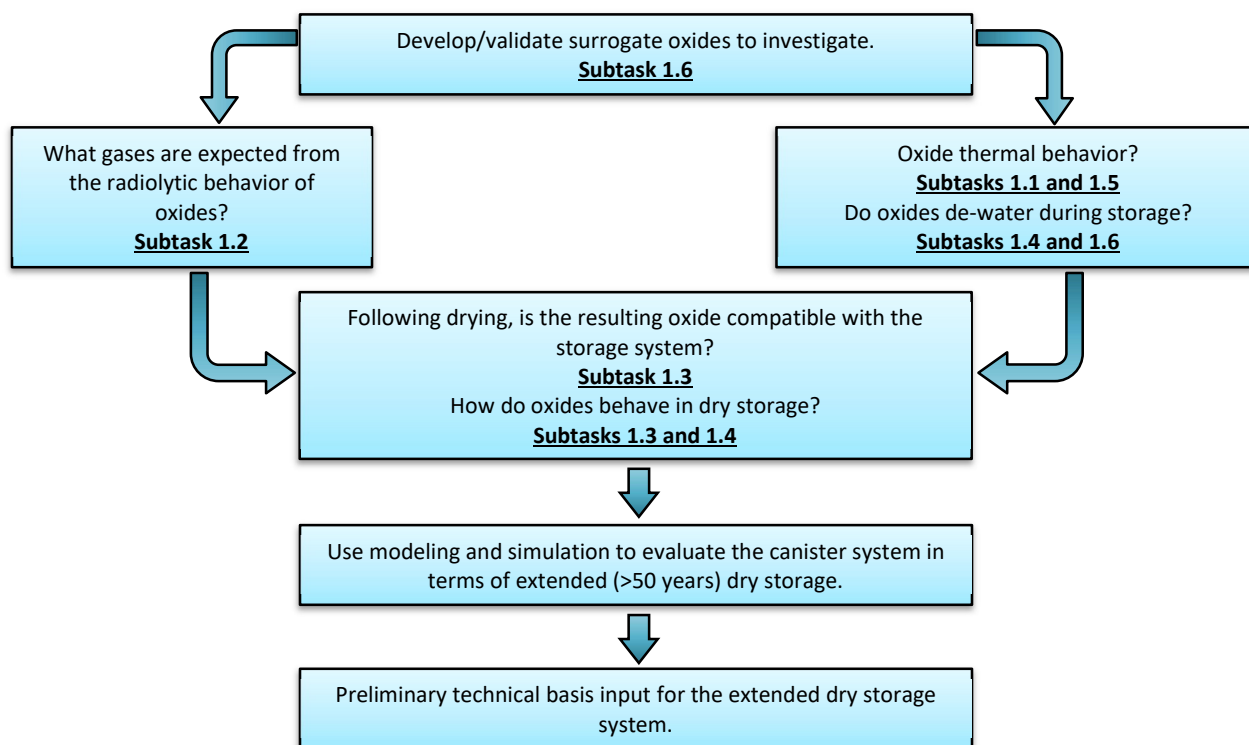 Develop/validate surrogate oxides to investigate.
Subtask 1.6
What gases are expected from
the radiolytic behavior of
oxides?
Subtask 1.2
Oxide thermal behavior?
Subtasks 1.1 and 1.5
Do oxides de-water during storage?
Subtasks 1.4 and 1.6
Following drying, is the resulting oxide compatible with the
storage system?
Subtask 1.3
How do oxides behave in dry storage?
Subtasks 1.3 and 1.4
Use modeling and simulation to evaluate the canister system in
terms of extended (>50 years) dry storage.
Preliminary technical basis input for the extended dry storage
system.